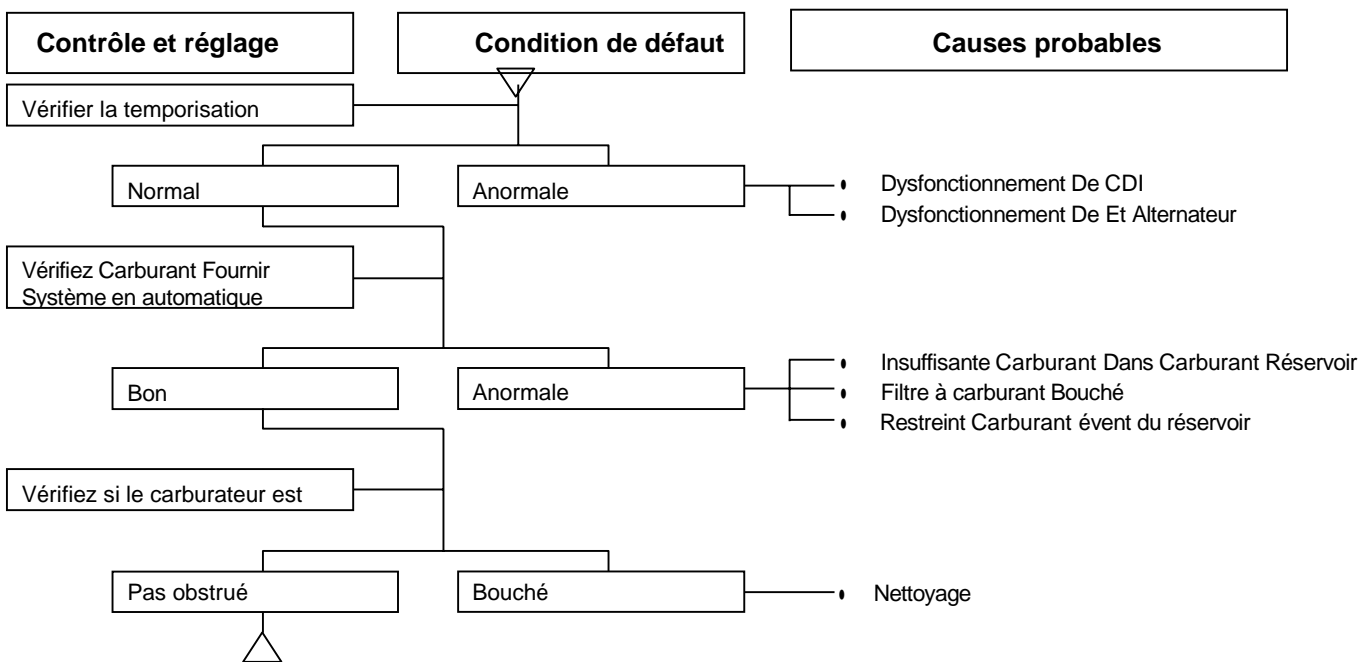 Contrôle et réglage
Condition de défaut
Causes probables
Vérifier la temporisation
Normal
Anormale
Dysfonctionnement De CDI
Dysfonctionnement De Et Alternateur
Vérifiez Carburant Fournir
Système en automatique
Bon
Anormale
Insuffisante Carburant Dans Carburant Réservoir
Filtre à carburant Bouché
Restreint Carburant évent du réservoir
Vérifiez si le carburateur est
Pas obstrué
Bouché
Nettoyage